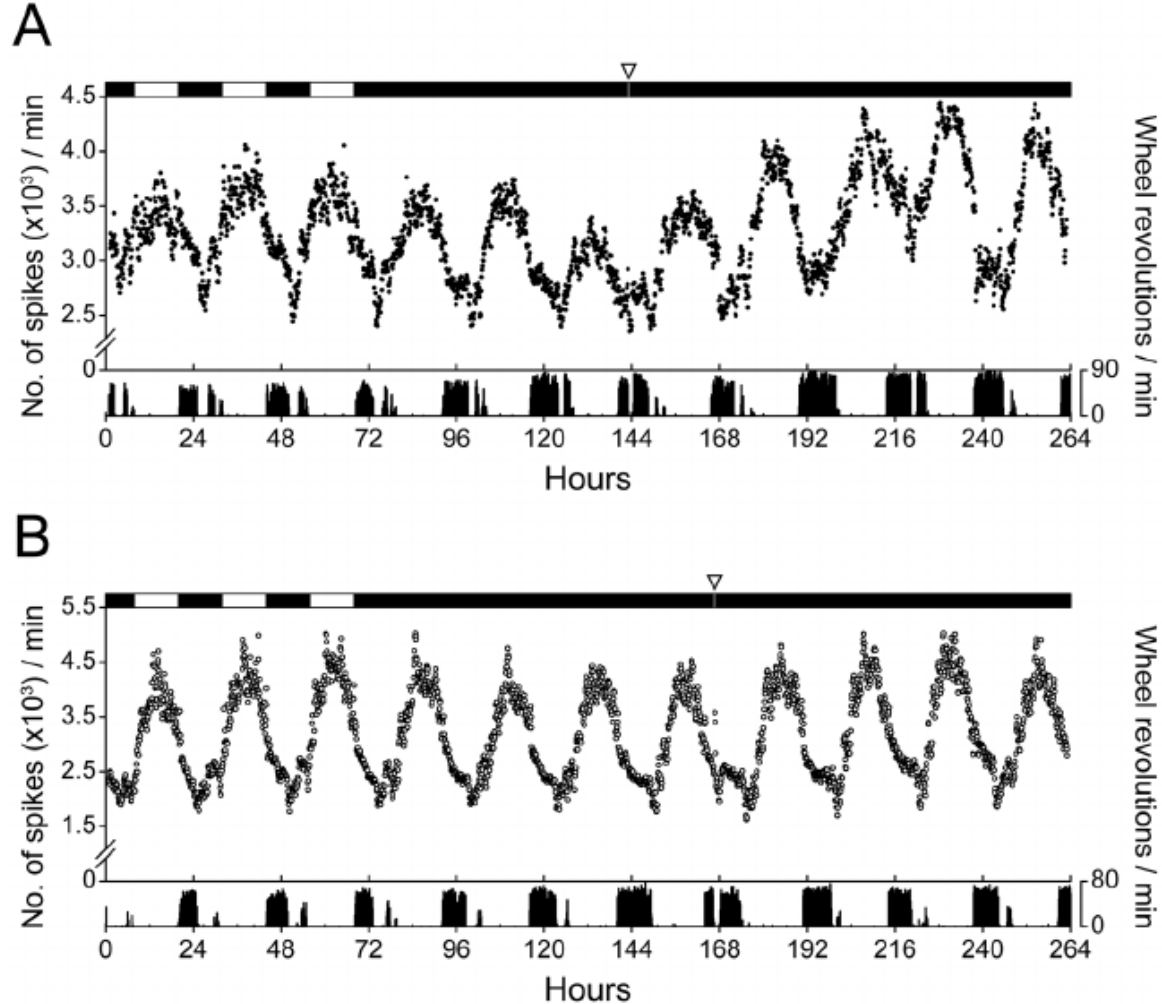 A
No. of spikes (x10³) / min
4.5
4.0
3.5
3.0
2.5
0
90
0
Wheel revolutions / min
0 24 48 72 96 120 144 168 192 216 240 264
Hours
B
No. of spikes (x10³) / min
5.5
4.5
3.5
2.5
1.5
0
80
0
Wheel revolutions / min
0 24 48 72 96 120 144 168 192 216 240 264
Hours